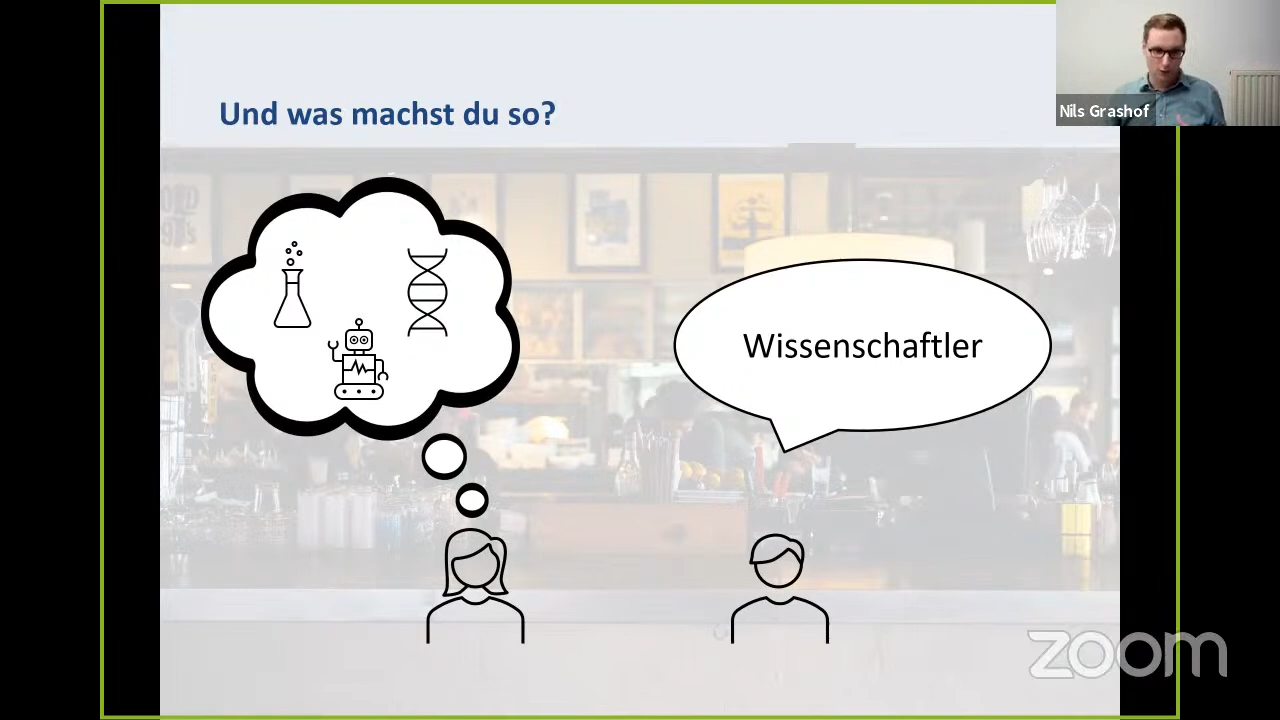 Und was machst du so?
Nils Grashof
Wissenschaftler
zoom